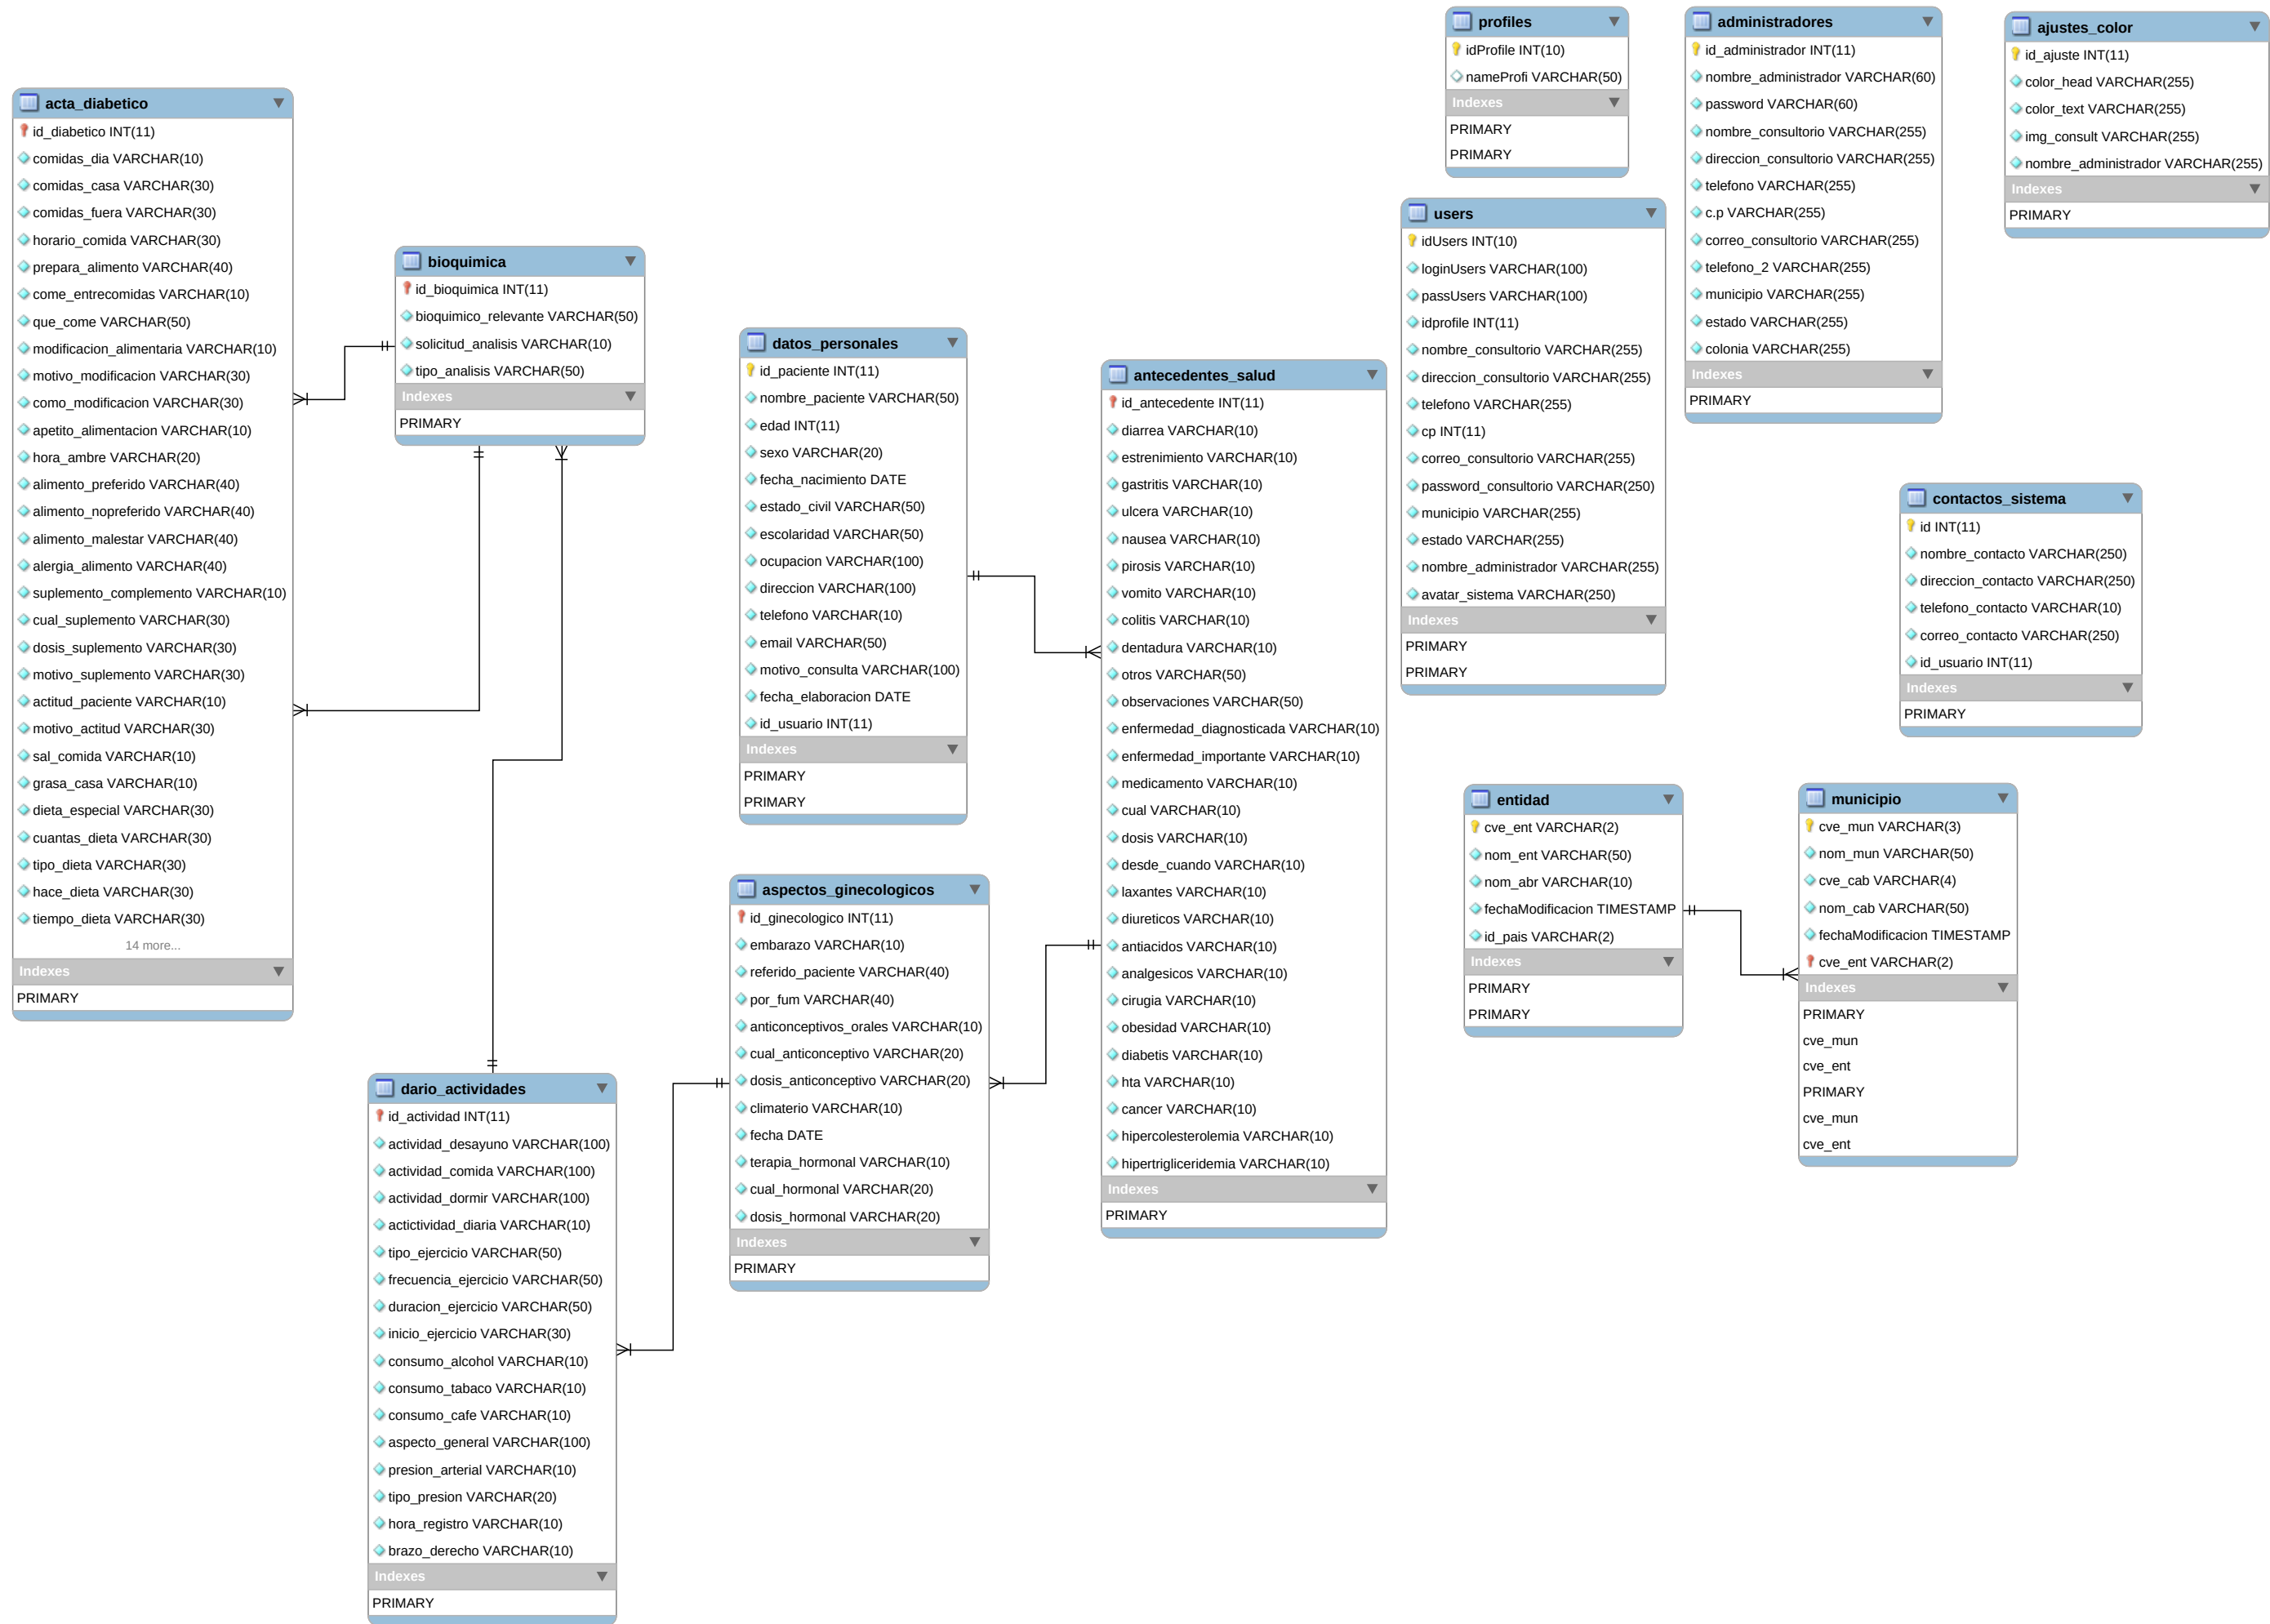 acta_diabetico
id_diabetico INT(11)
comidas_dia VARCHAR(10)
comidas_casa VARCHAR(30)
comidas_fuera VARCHAR(30)
horario_comida VARCHAR(30)
prepara_alimento VARCHAR(40)
come_entrecomidas VARCHAR(10)
que_come VARCHAR(50)
modificacion_alimentaria VARCHAR(10)
motivo_modificacion VARCHAR(30)
como_modificacion VARCHAR(30)
apetito_alimentacion VARCHAR(10)
hora_ambre VARCHAR(20)
alimento_preferido VARCHAR(40)
alimento_nopreferido VARCHAR(40)
alimento_malestar VARCHAR(40)
alergia_alimento VARCHAR(40)
suplemento_complemento VARCHAR(10)
cual_suplemento VARCHAR(30)
dosis_suplemento VARCHAR(30)
motivo_suplemento VARCHAR(30)
actitud_paciente VARCHAR(10)
motivo_actitud VARCHAR(30)
sal_comida VARCHAR(10)
grasa_casa VARCHAR(10)
dieta_especial VARCHAR(30)
cuantas_dieta VARCHAR(30)
tipo_dieta VARCHAR(30)
hace_dieta VARCHAR(30)
tiempo_dieta VARCHAR(30)
14 more...
Indexes
PRIMARY
bioquimica
id_bioquimica INT(11)
bioquimico_relevante VARCHAR(50)
solicitud_analisis VARCHAR(10)
tipo_analisis VARCHAR(50)
Indexes
PRIMARY
dario_actividades
id_actividad INT(11)
actividad_desayuno VARCHAR(100)
actividad_comida VARCHAR(100)
actividad_dormir VARCHAR(100)
actictividad_diaria VARCHAR(10)
tipo_ejercicio VARCHAR(50)
frecuencia_ejercicio VARCHAR(50)
duracion_ejercicio VARCHAR(50)
inicio_ejercicio VARCHAR(30)
consumo_alcohol VARCHAR(10)
consumo_tabaco VARCHAR(10)
consumo_cafe VARCHAR(10)
aspecto_general VARCHAR(100)
presion_arterial VARCHAR(10)
tipo_presion VARCHAR(20)
hora_registro VARCHAR(10)
brazo_derecho VARCHAR(10)
Indexes
PRIMARY
datos_personales
id_paciente INT(11)
nombre_paciente VARCHAR(50)
edad INT(11)
sexo VARCHAR(20)
fecha_nacimiento DATE
estado_civil VARCHAR(50)
escolaridad VARCHAR(50)
ocupacion VARCHAR(100)
direccion VARCHAR(100)
telefono VARCHAR(10)
email VARCHAR(50)
motivo_consulta VARCHAR(100)
fecha_elaboracion DATE
id_usuario INT(11)
Indexes
PRIMARY
PRIMARY
aspectos_ginecologicos
id_ginecologico INT(11)
embarazo VARCHAR(10)
referido_paciente VARCHAR(40)
por_fum VARCHAR(40)
anticonceptivos_orales VARCHAR(10)
cual_anticonceptivo VARCHAR(20)
dosis_anticonceptivo VARCHAR(20)
climaterio VARCHAR(10)
fecha DATE
terapia_hormonal VARCHAR(10)
cual_hormonal VARCHAR(20)
dosis_hormonal VARCHAR(20)
Indexes
PRIMARY
antecedentes_salud
id_antecedente INT(11)
diarrea VARCHAR(10)
estrenimiento VARCHAR(10)
gastritis VARCHAR(10)
ulcera VARCHAR(10)
nausea VARCHAR(10)
pirosis VARCHAR(10)
vomito VARCHAR(10)
colitis VARCHAR(10)
dentadura VARCHAR(10)
otros VARCHAR(50)
observaciones VARCHAR(50)
enfermedad_diagnosticada VARCHAR(10)
enfermedad_importante VARCHAR(10)
medicamento VARCHAR(10)
cual VARCHAR(10)
dosis VARCHAR(10)
desde_cuando VARCHAR(10)
laxantes VARCHAR(10)
diureticos VARCHAR(10)
antiacidos VARCHAR(10)
analgesicos VARCHAR(10)
cirugia VARCHAR(10)
obesidad VARCHAR(10)
diabetis VARCHAR(10)
hta VARCHAR(10)
cancer VARCHAR(10)
hipercolesterolemia VARCHAR(10)
hipertrigliceridemia VARCHAR(10)
Indexes
PRIMARY
profiles
idProfile INT(10)
nameProfi VARCHAR(50)
Indexes
PRIMARY
PRIMARY
users
idUsers INT(10)
loginUsers VARCHAR(100)
passUsers VARCHAR(100)
idprofile INT(11)
nombre_consultorio VARCHAR(255)
direccion_consultorio VARCHAR(255)
telefono VARCHAR(255)
cp INT(11)
correo_consultorio VARCHAR(255)
password_consultorio VARCHAR(250)
municipio VARCHAR(255)
estado VARCHAR(255)
nombre_administrador VARCHAR(255)
avatar_sistema VARCHAR(250)
Indexes
PRIMARY
PRIMARY
administradores
id_administrador INT(11)
nombre_administrador VARCHAR(60)
password VARCHAR(60)
nombre_consultorio VARCHAR(255)
direccion_consultorio VARCHAR(255)
telefono VARCHAR(255)
c.p VARCHAR(255)
correo_consultorio VARCHAR(255)
telefono_2 VARCHAR(255)
municipio VARCHAR(255)
estado VARCHAR(255)
colonia VARCHAR(255)
Indexes
PRIMARY
ajustes_color
id_ajuste INT(11)
color_head VARCHAR(255)
color_text VARCHAR(255)
img_consult VARCHAR(255)
nombre_administrador VARCHAR(255)
Indexes
PRIMARY
contactos_sistema
id INT(11)
nombre_contacto VARCHAR(250)
direccion_contacto VARCHAR(250)
telefono_contacto VARCHAR(10)
correo_contacto VARCHAR(250)
id_usuario INT(11)
Indexes
PRIMARY
entidad
cve_ent VARCHAR(2)
nom_ent VARCHAR(50)
nom_abr VARCHAR(10)
fechaModificacion TIMESTAMP
id_pais VARCHAR(2)
Indexes
PRIMARY
PRIMARY
municipio
cve_mun VARCHAR(3)
nom_mun VARCHAR(50)
cve_cab VARCHAR(4)
nom_cab VARCHAR(50)
fechaModificacion TIMESTAMP
cve_ent VARCHAR(2)
Indexes
PRIMARY
cve_mun
cve_ent
PRIMARY
cve_mun
cve_ent